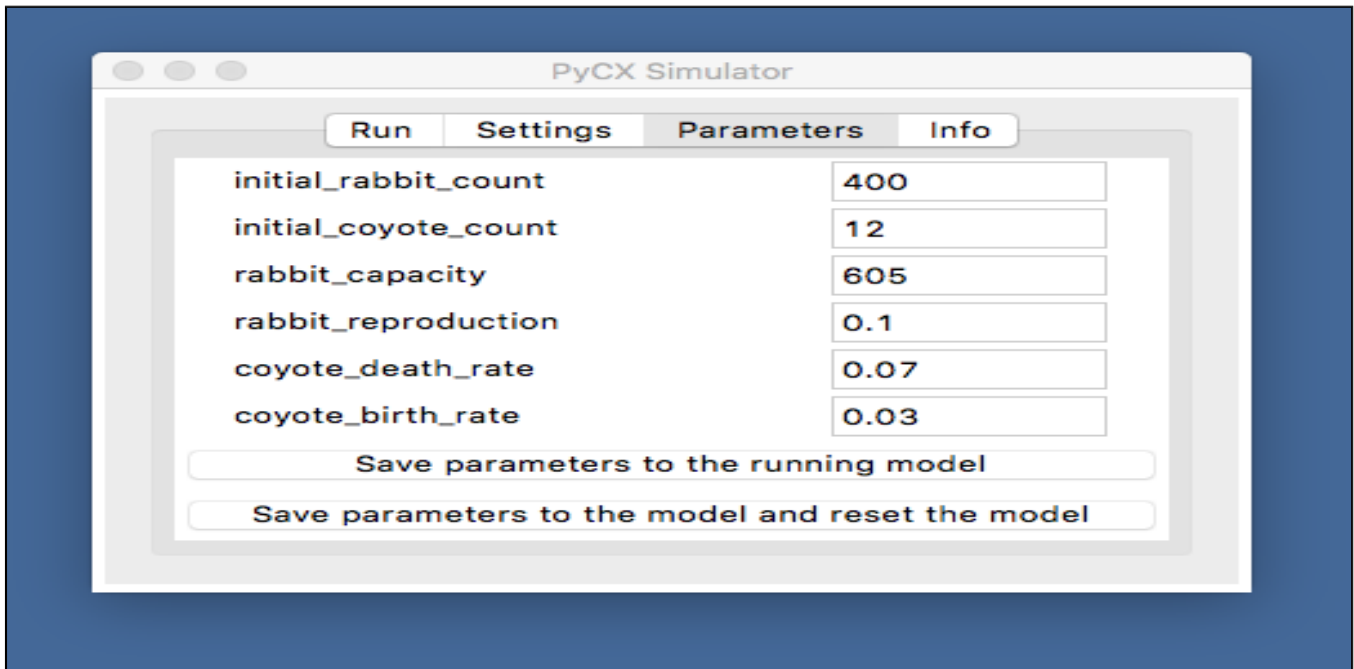 PyCX Simulator
Run Settings Parameters Info
initial_rabbit_count 400
initial_coyote_count 12
rabbit_capacity 605
rabbit_reproduction 0.1
coyote_death_rate 0.07
coyote_birth_rate 0.03
Save parameters to the running model
Save parameters to the model and reset the model